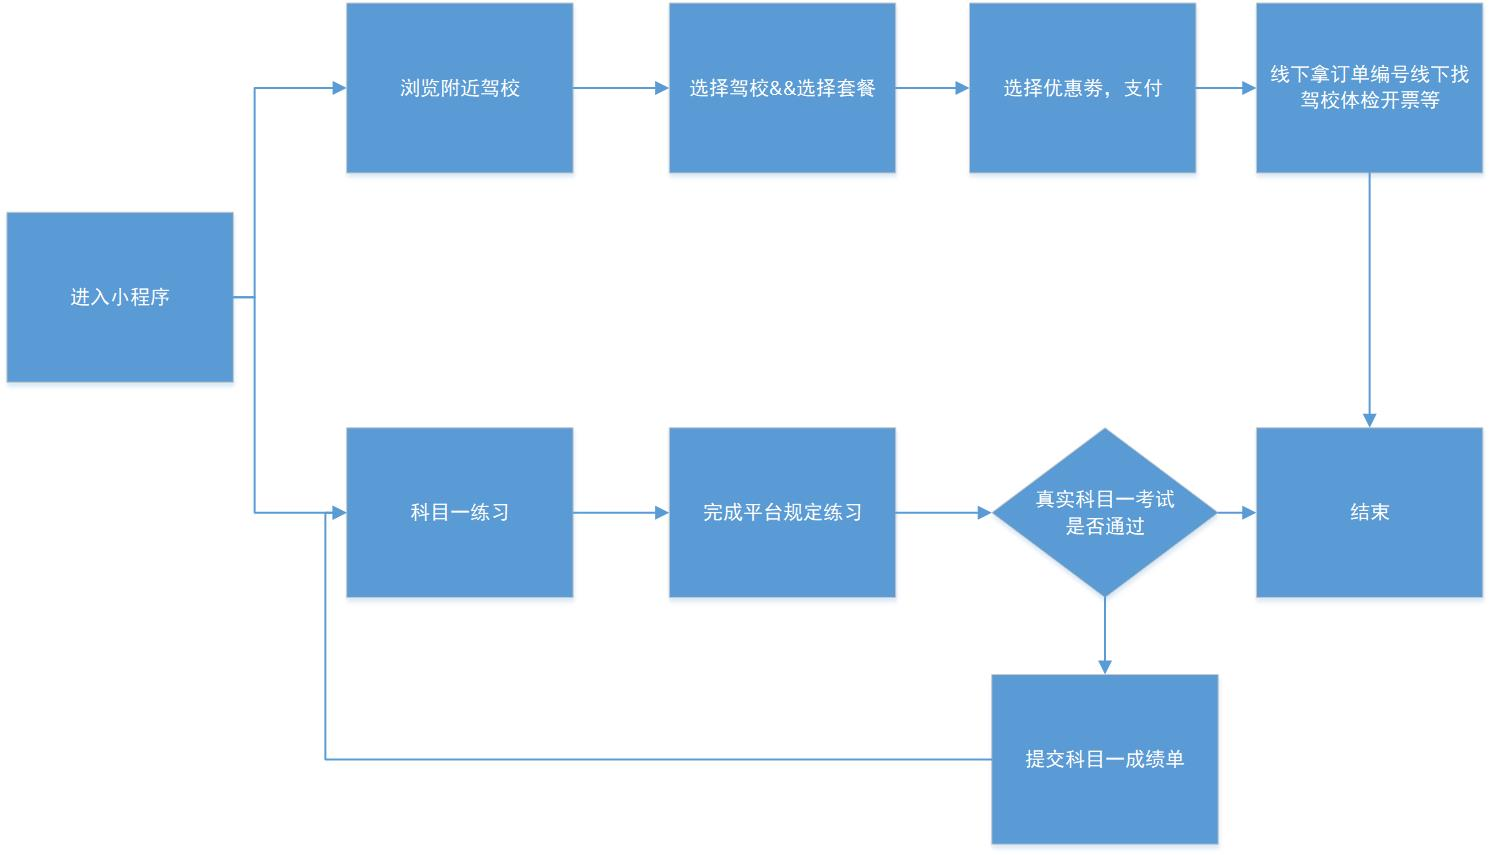 浏览附近驾校
选择驾校&&选择套餐
选择优惠劵，支付
线下拿订单编号线下找
驾校体检开票等
进入小程序
科目一练习
完成平台规定练习
真实科目一考试
是否通过
结束
提交科目一成绩单